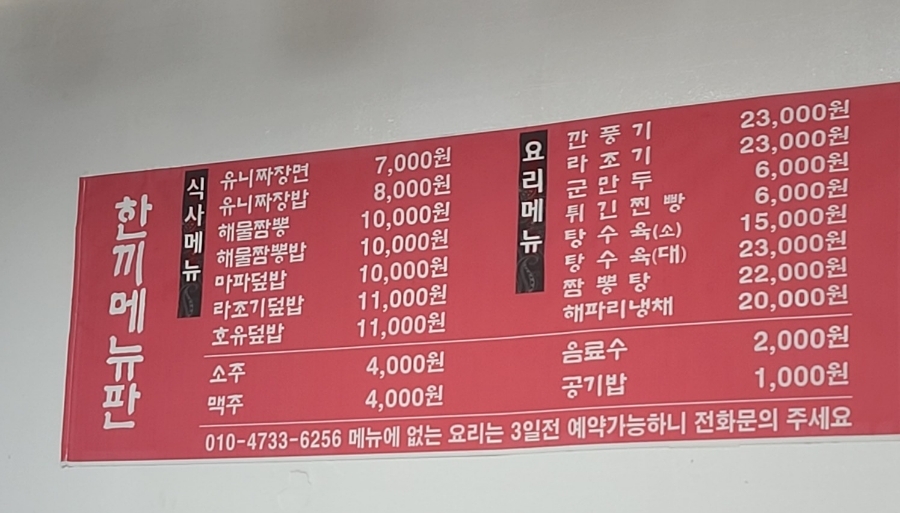 한끼메뉴판
식사메뉴
유니짜장면 7,000원
유니짜장밥 8,000원
해물짬뽕 10,000원
해물짬뽕밥 10,000원
마파덮밥 10,000원
라조기덮밥 11,000원
호유덮밥 11,000원
소주 4,000원
맥주 4,000원
요리메뉴
깐풍기 23,000원
라조기 23,000원
군만두 6,000원
튀긴찐빵 6,000원
탕수육(소) 15,000원
탕수육(대) 23,000원
짬뽕탕 22,000원
해파리냉채 20,000원
음료수 2,000원
공기밥 1,000원
010-4733-6256 메뉴에 없는 요리는 3일전 예약가능하니 전화문의 주세요